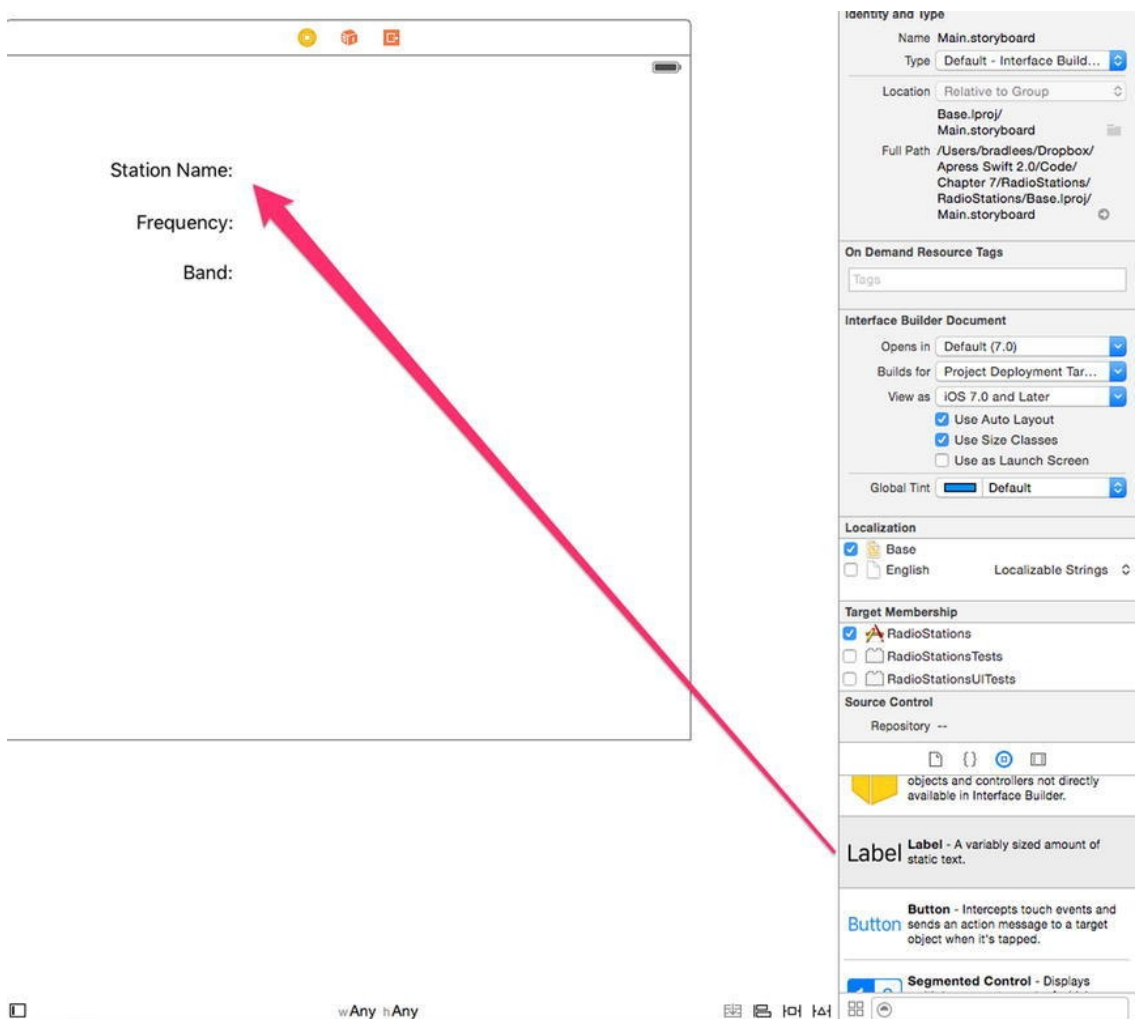 Station Name:
Frequency:
Band:
wAny hAny
Identity and Type
Name Main.storyboard
Type Default - Interface Build...
Location Relative to Group
Base.lproj/
Main.storyboard
Full Path /Users/bradlees/Dropbox/
Apress Swift 2.0/Code/
Chapter 7/RadioStations/
RadioStations/Base.lproj/
Main.storyboard
On Demand Resource Tags
Tags
Interface Builder Document
Opens in Default (7.0)
Builds for Project Deployment Tar...
View as iOS 7.0 and Later
Use Auto Layout
Use Size Classes
Use as Launch Screen
Global Tint Default
Localization
Base
English Localizable Strings
Target Membership
RadioStations
RadioStationsTests
RadioStationsUITests
Source Control
Repository --
{}
objects and controllers not directly
available in Interface Builder.
Label
Label - A variably sized amount of
static text.
Button
Button - Intercepts touch events and
sends an action message to a target
object when it's tapped.
Segmented Control - Displays